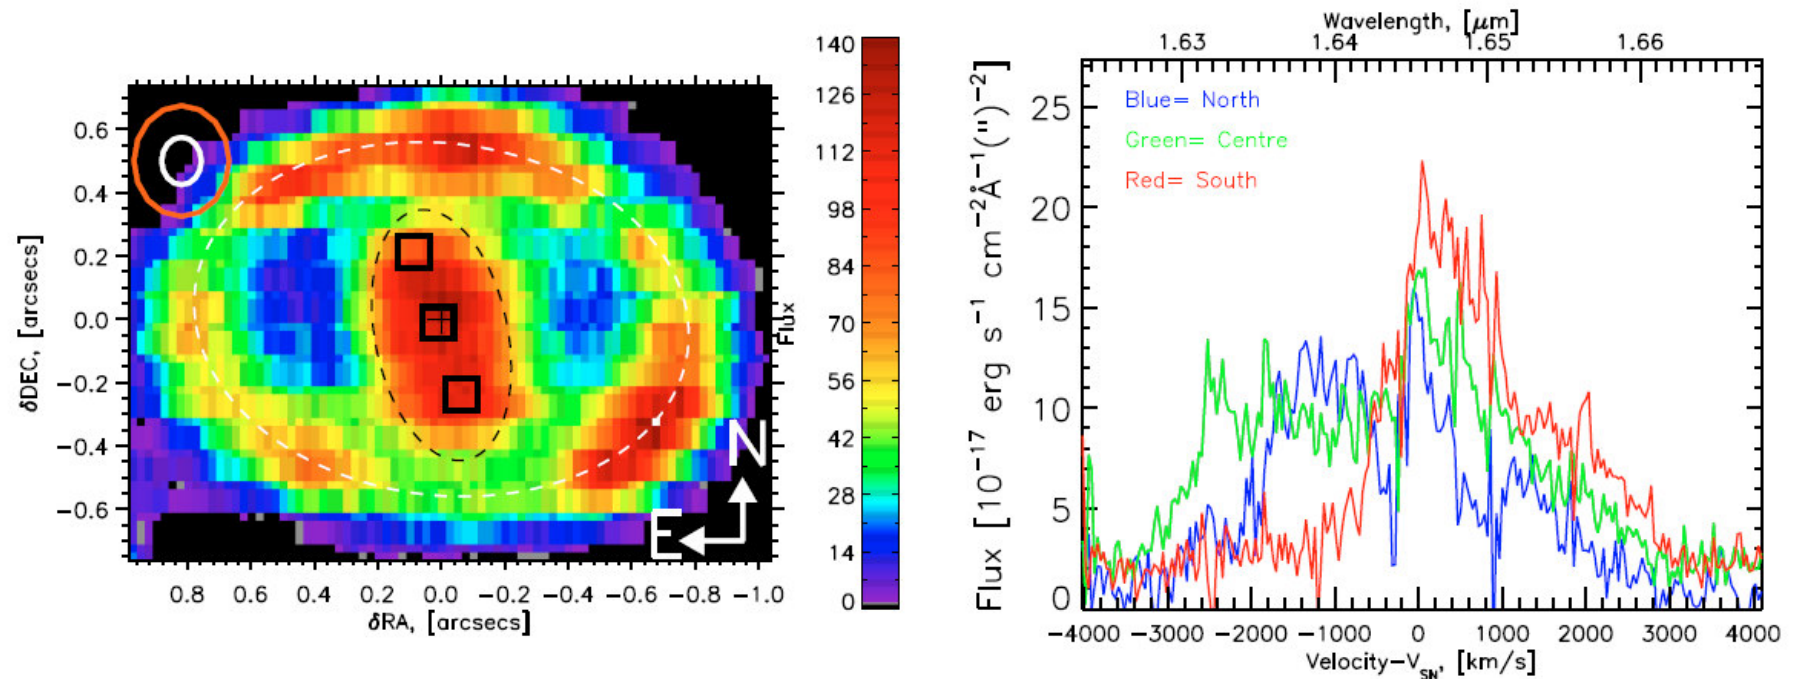 0.6
0.4
0.2
0.0
−0.2
−0.4
−0.6
δDEC, [arcsecs]
0.8 0.6 0.4 0.2 0.0 −0.2 −0.4 −0.6 −0.8 −1.0
δRA, [arcsecs]
N
E
140
126
112
98
84
70
56
42
28
14
0
Flux
Wavelength, [μm]
1.63 1.64 1.65 1.66
Blue= North
Green= Centre
Red= South
25
20
15
10
5
0
Flux [10⁻¹⁷ erg s⁻¹ cm⁻²Å⁻¹(")⁻²]
−4000 −3000 −2000 −1000 0 1000 2000 3000 4000
Velocity−V_SN, [km/s]